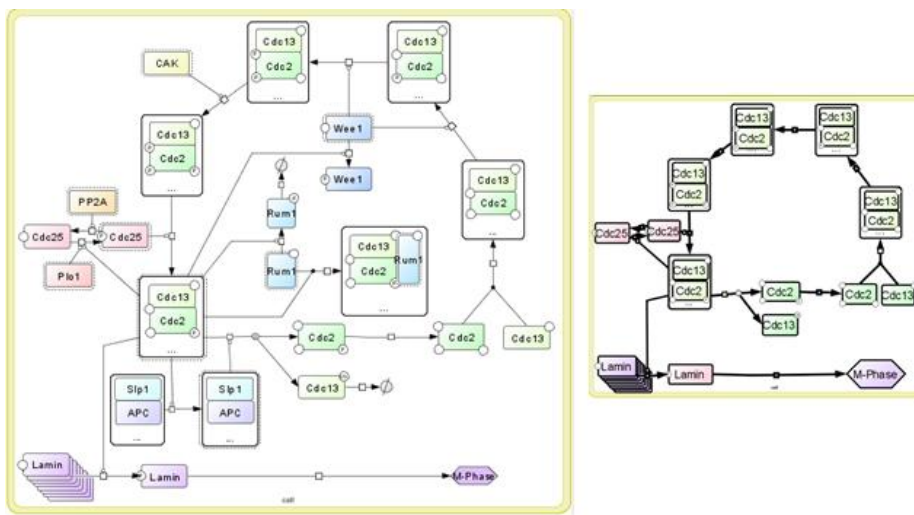 Cdc13
Cdc2
...
Cdc13
Cdc2
...
CAK
Cdc13
Cdc2
...
Wee1
Wee1
Cdc13
Cdc2
...
Rum1
Rum1
PP2A
Cdc25
Cdc25
Plo1
Cdc13
Cdc2
Rum1
...
Cdc13
Cdc2
...
Cdc2
Cdc2
Cdc13
Cdc13
Slp1
APC
...
Slp1
APC
...
Lamin
Lamin
M-Phase
cell
Cdc13
Cdc2
...
Cdc13
Cdc2
...
Cdc13
Cdc2
...
Cdc13
Cdc2
...
Cdc25
Cdc25
Cdc13
Cdc2
...
Cdc2
Cdc13
Cdc2
Cdc13
Lamin
Lamin
M-Phase
cell